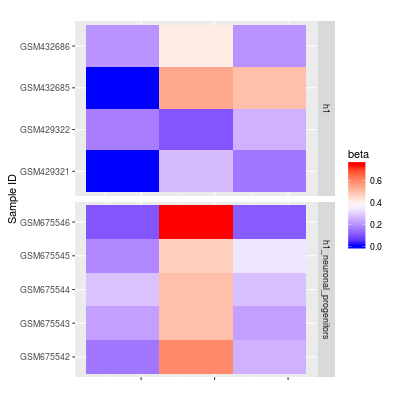 GSM432686
GSM432685
GSM429322
GSM429321
h1
GSM675546
GSM675545
GSM675544
GSM675543
GSM675542
h1_neuronal_progenitors
Sample ID
beta
0.6
0.4
0.2
0.0